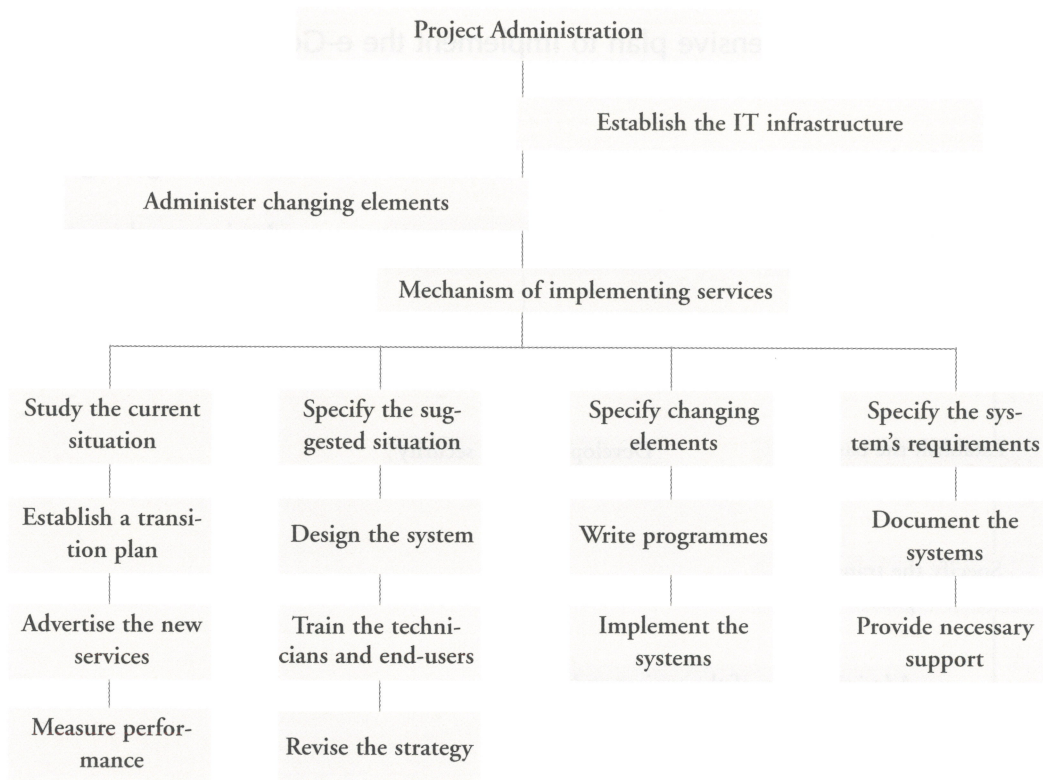 Project Administration
Establish the IT infrastructure
Administer changing elements
Mechanism of implementing services
Study the current
situation
Specify the sug-
gested situation
Specify changing
elements
Specify the sys-
tem's requirements
Establish a transi-
tion plan
Design the system
Write programmes
Document the
systems
Advertise the new
services
Train the techni-
cians and end-users
Implement the
systems
Provide necessary
support
Measure perfor-
mance
Revise the strategy